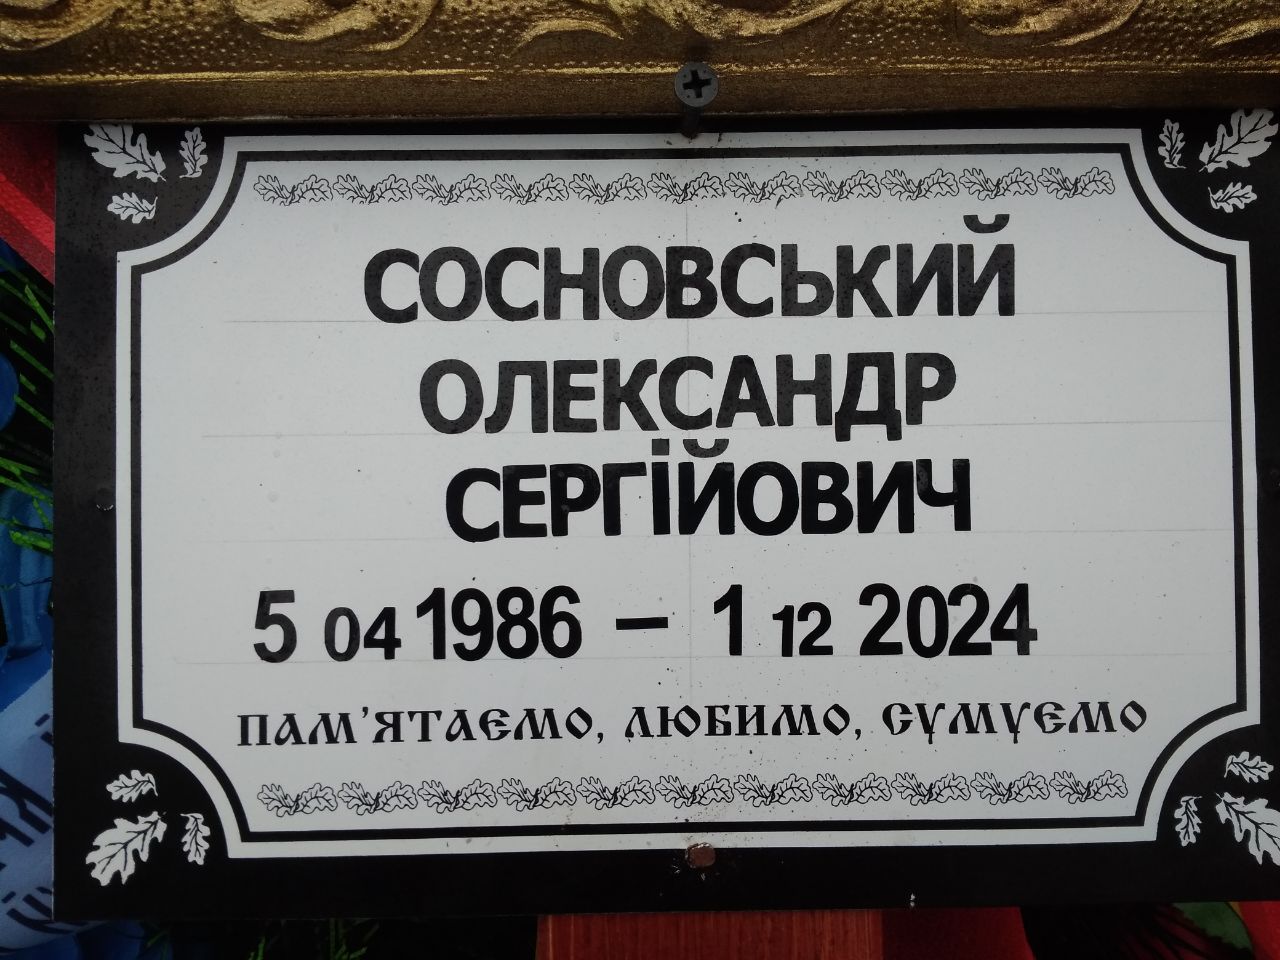 СОСНОВСЬКИЙ
ОЛЕКСАНДР
СЕРГІЙОВИЧ
5 04 1986 – 1 12 2024
ПАМ'ЯТАЄМО, ЛЮБИМО, СУМУЄМО